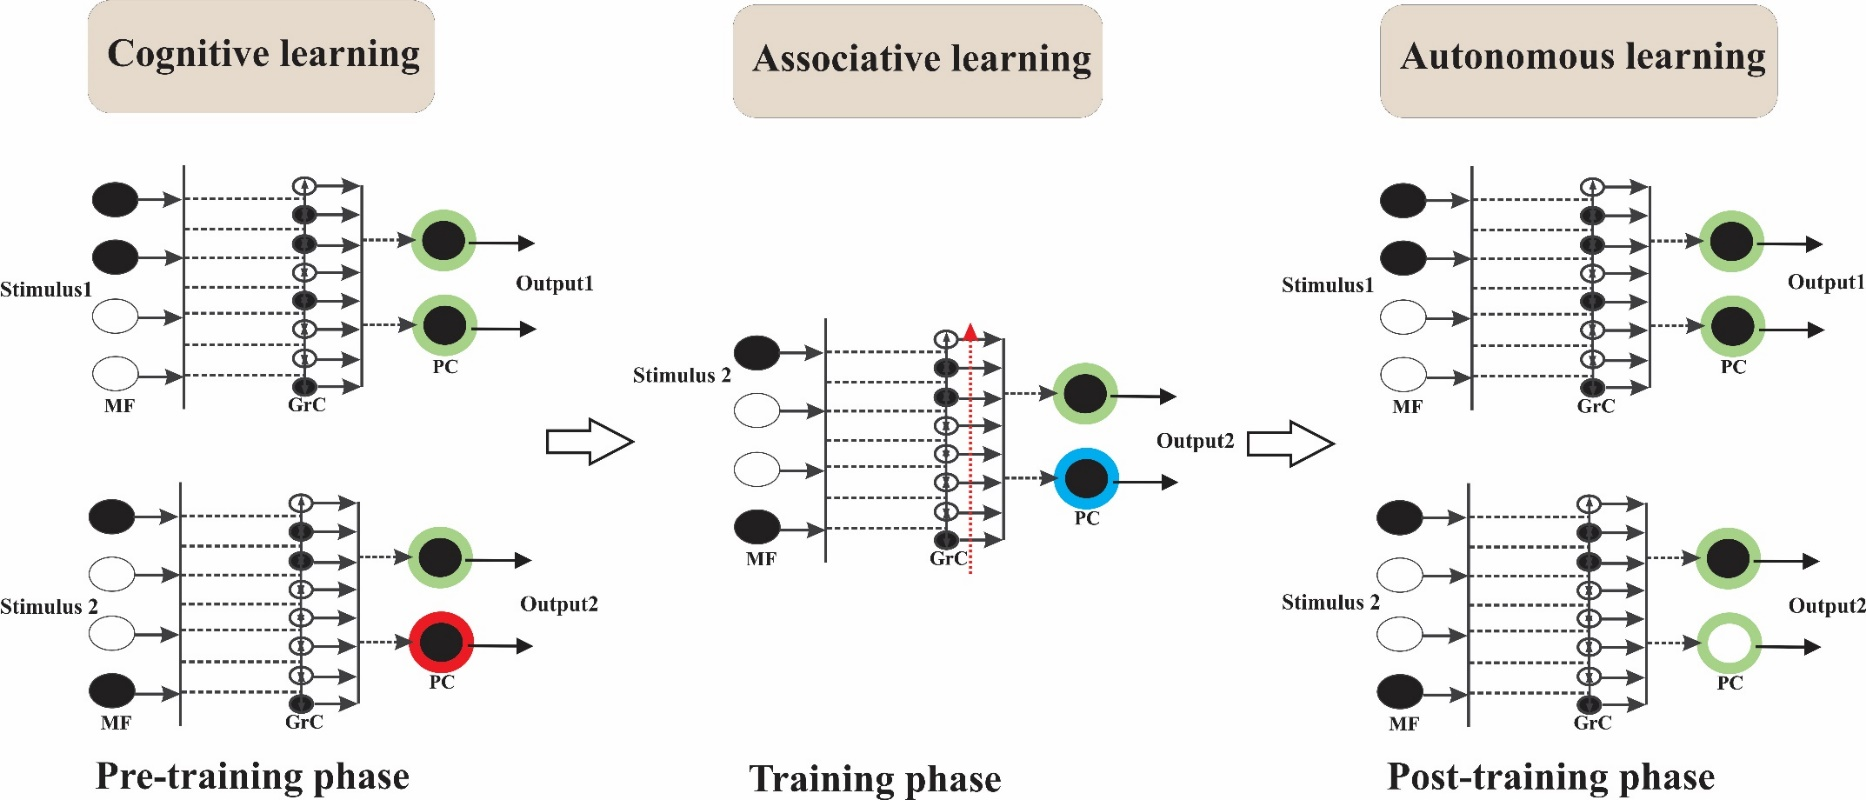 Cognitive learning
Associative learning
Autonomous learning
Stimulus1
MF
GrC
PC
Output1
Stimulus 2
MF
GrC
PC
Output2
Pre-training phase
Stimulus 2
MF
GrC
PC
Output2
Training phase
Stimulus1
MF
GrC
PC
Output1
Stimulus 2
MF
GrC
PC
Output2
Post-training phase